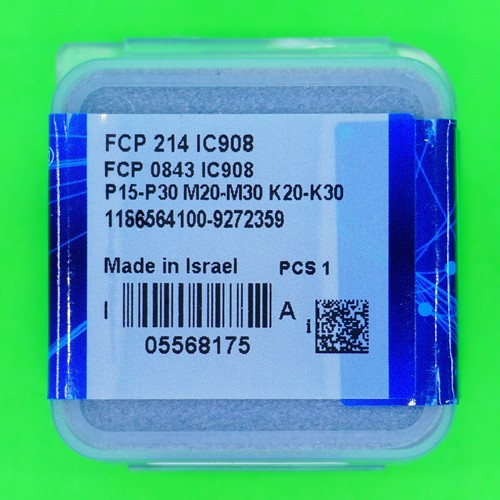 FCP 214 IC908
FCP 0843 IC908
P15-P30 M20-M30 K20-K30
1186564100-9272359
Made in Israel PCS 1
I A i
05568175